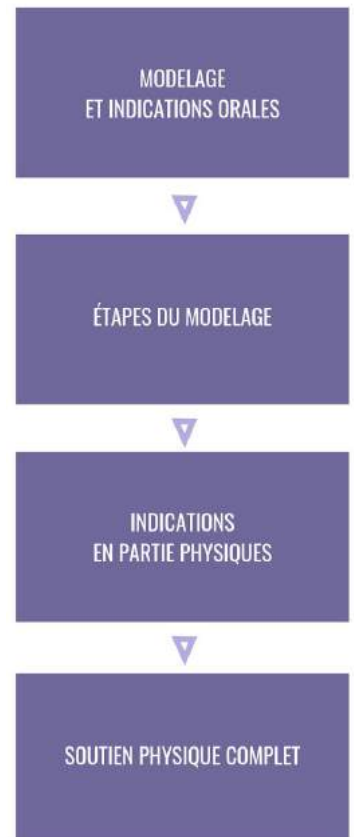 MODELAGE
ET INDICATIONS ORALES
ÉTAPES DU MODELAGE
INDICATIONS
EN PARTIE PHYSIQUES
SOUTIEN PHYSIQUE COMPLET